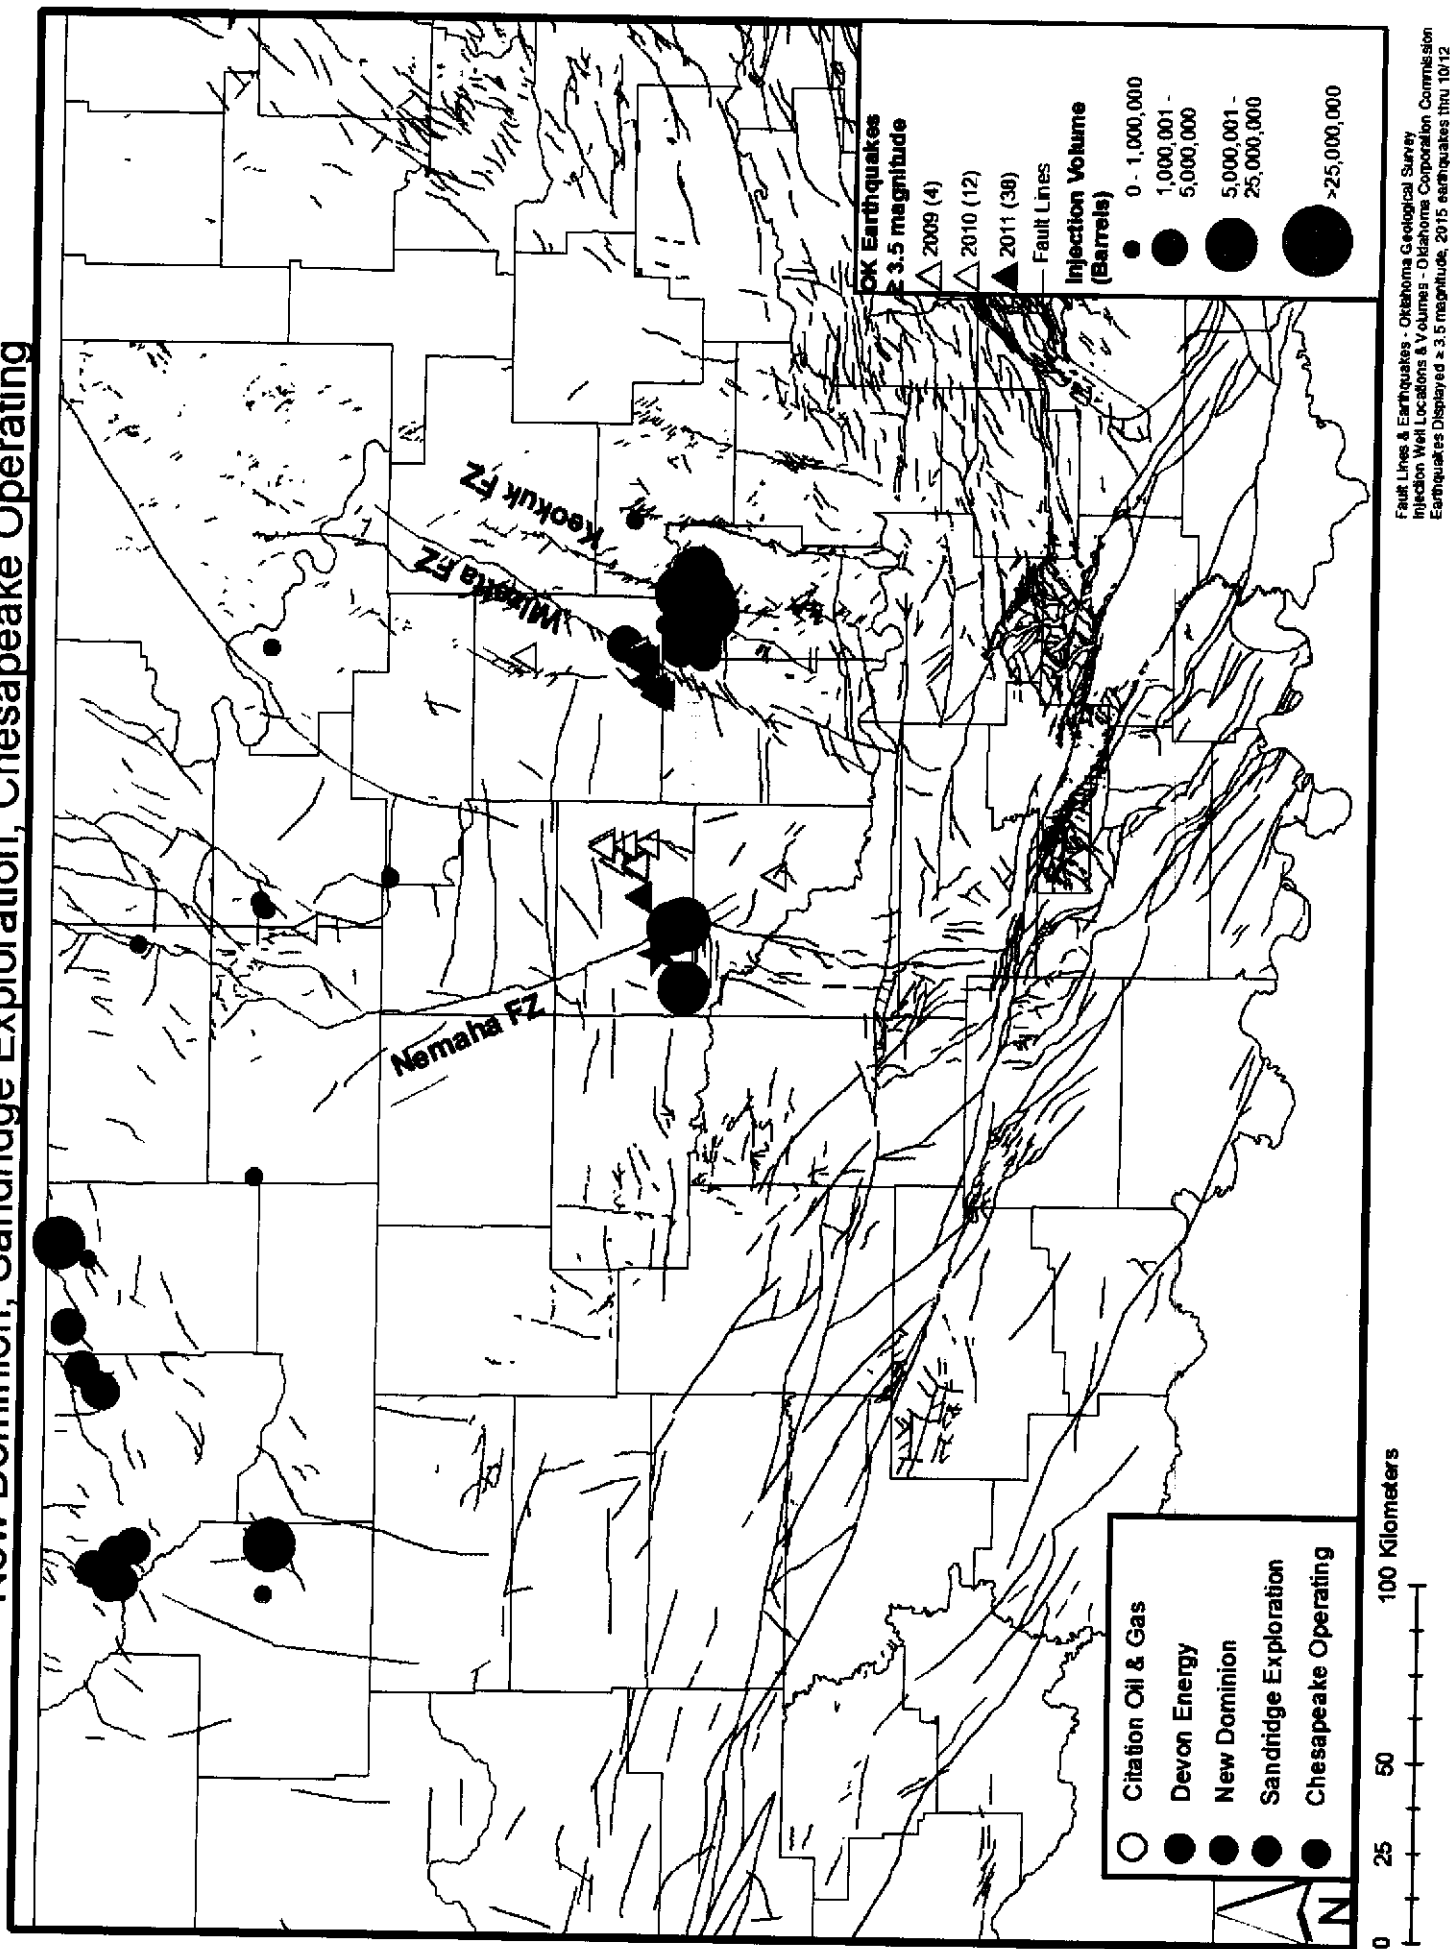 New Dominion, Sandridge Exploration, Chesapeake Operating
Nemaha FZ
Wilzetta FZ
Keokuk FZ
OK Earthquakes
≥ 3.5 magnitude
2009 (4)
2010 (12)
2011 (38)
Fault Lines
Injection Volume
(Barrels)
0 - 1,000,000
1,000,001 -
5,000,000
5,000,001 -
25,000,000
>25,000,000
Citation Oil & Gas
Devon Energy
New Dominion
Sandridge Exploration
Chesapeake Operating
N
0 25 50 100 Kilometers
Fault Lines & Earthquakes - Oklahoma Geological Survey
Injection Well Locations & Volumes - Oklahoma Corporation Commission
Earthquakes Displayed ≥ 3.5 magnitude, 2015 earthquakes thru 10/12